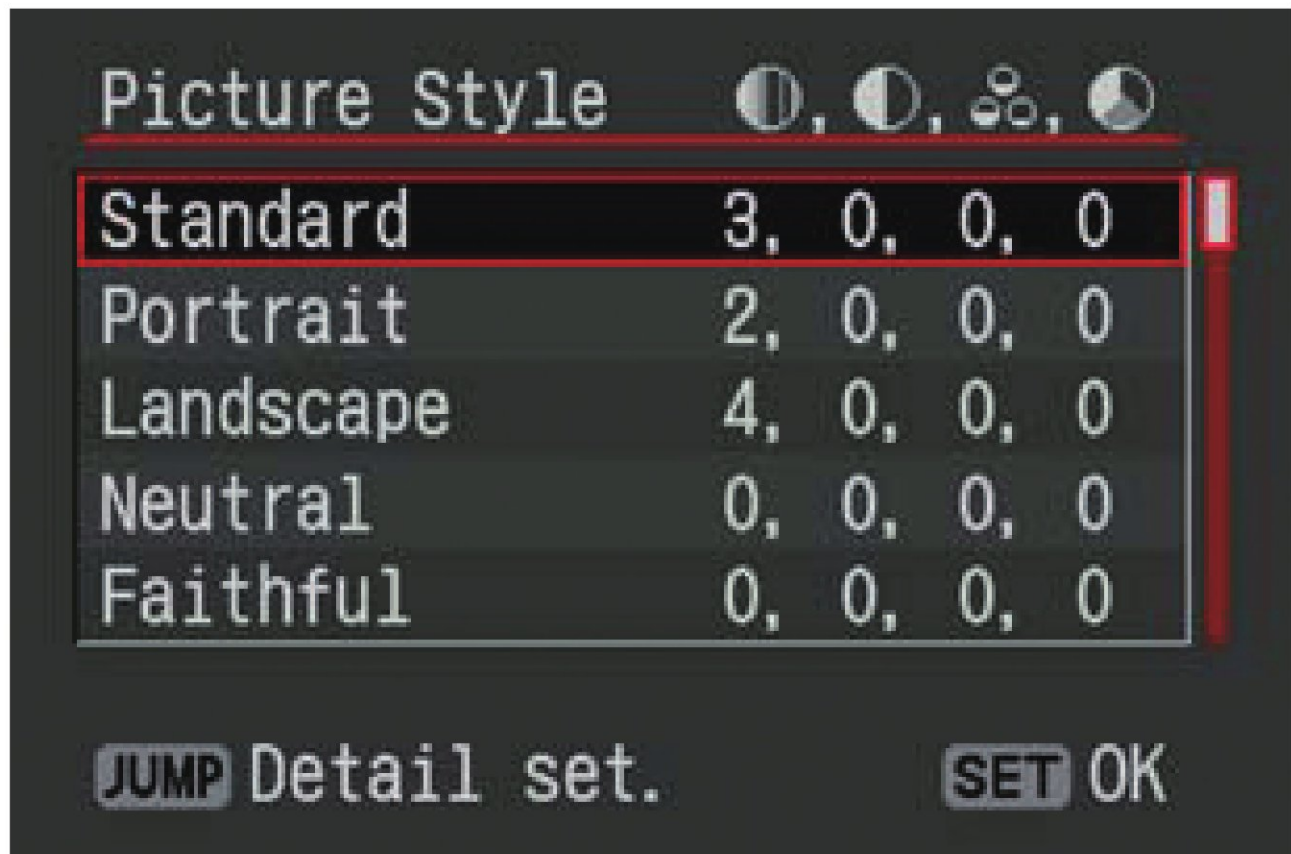 Picture Style , , ,
Standard 3, 0, 0, 0
Portrait 2, 0, 0, 0
Landscape 4, 0, 0, 0
Neutral 0, 0, 0, 0
Faithful 0, 0, 0, 0
JUMP Detail set. SET OK